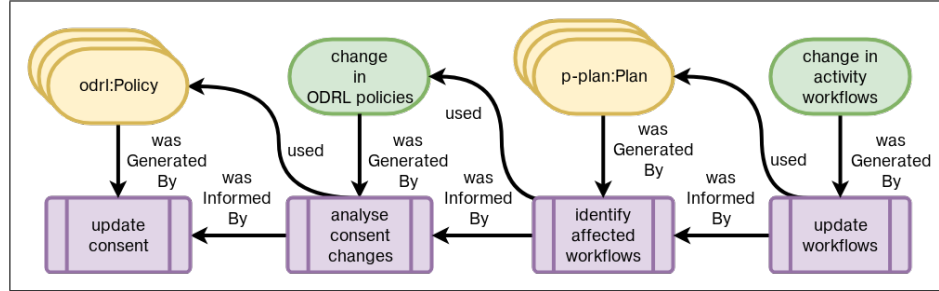 odrl:Policy
change
in
ODRL policies
p-plan:Plan
change in
activity
workflows
used
used
used
was
Generated
By
was
Generated
By
was
Generated
By
was
Generated
By
was
Informed
By
was
Informed
By
was
Informed
By
update
consent
analyse
consent
changes
identify
affected
workflows
update
workflows